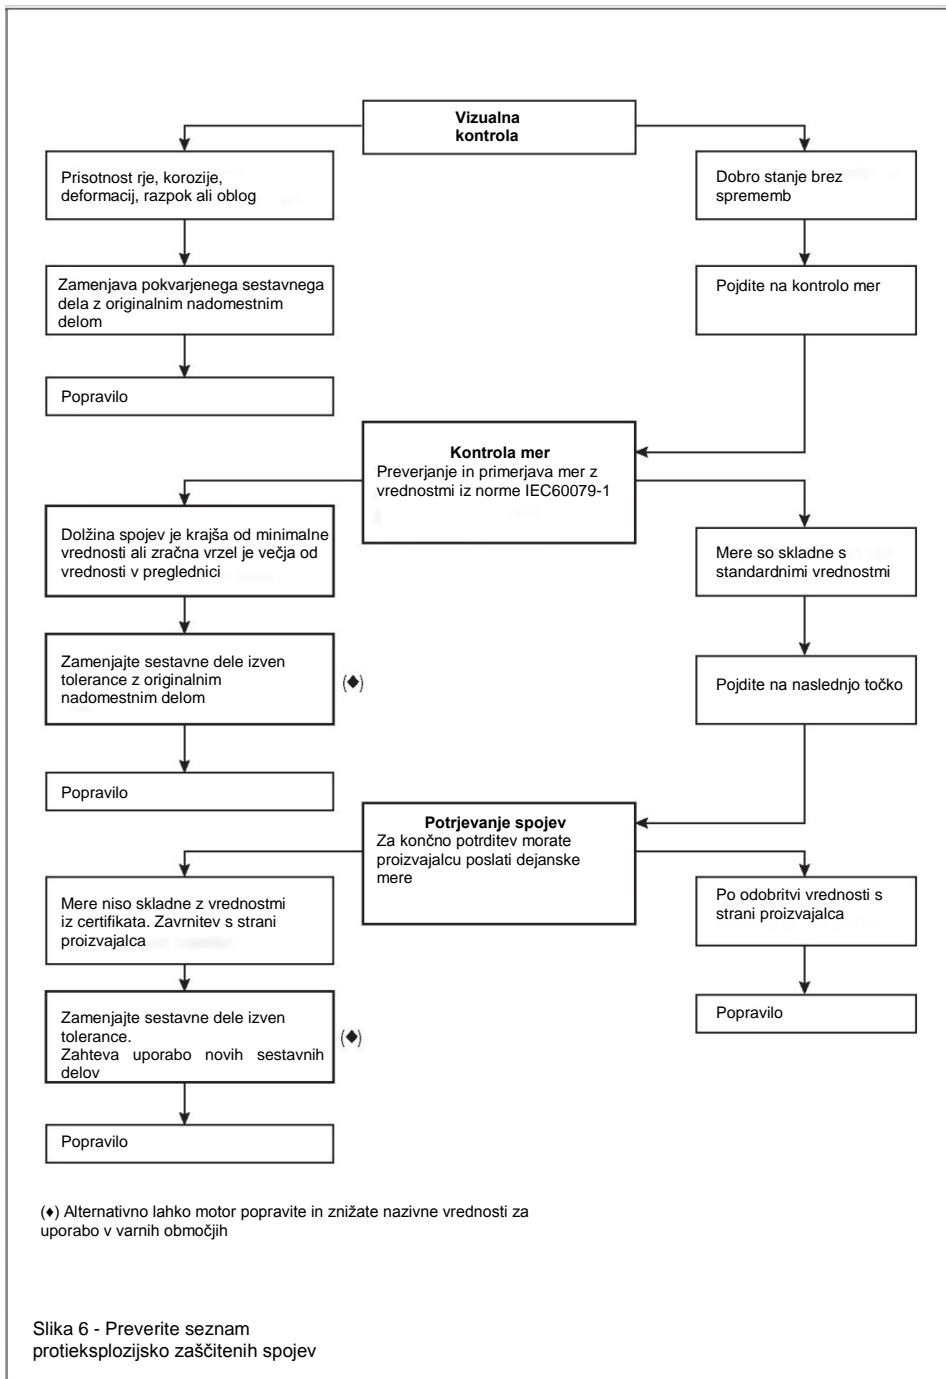 Vizualna
kontrola
Prisotnost rje, korozije,
deformacij, razpok ali oblog
Dobro stanje brez
sprememb
Zamenjava pokvarjenega sestavnega
dela z originalnim nadomestnim
delom
Pojdite na kontrolo mer
Popravilo
Kontrola mer
Preverjanje in primerjava mer z
vrednostmi iz norme IEC60079-1
Dolžina spojev je krajša od minimalne
vrednosti ali zračna vrzel je večja od
vrednosti v preglednici
Mere so skladne s
standardnimi vrednostmi
Zamenjajte sestavne dele izven
tolerance z originalnim
nadomestnim delom
(♦)
Pojdite na naslednjo točko
Popravilo
Potrjevanje spojev
Za končno potrditev morate
proizvajalcu poslati dejanske
mere
Mere niso skladne z vrednostmi
iz certifikata. Zavrnitev s strani
proizvajalca
Po odobritvi vrednosti s
strani proizvajalca
Zamenjajte sestavne dele izven
tolerance.
Zahteva uporabo novih sestavnih
delov
(♦)
Popravilo
Popravilo
(♦) Alternativno lahko motor popravite in znižate nazivne vrednosti za
uporabo v varnih območjih
Slika 6 - Preverite seznam
protieksplozijsko zaščitenih spojev